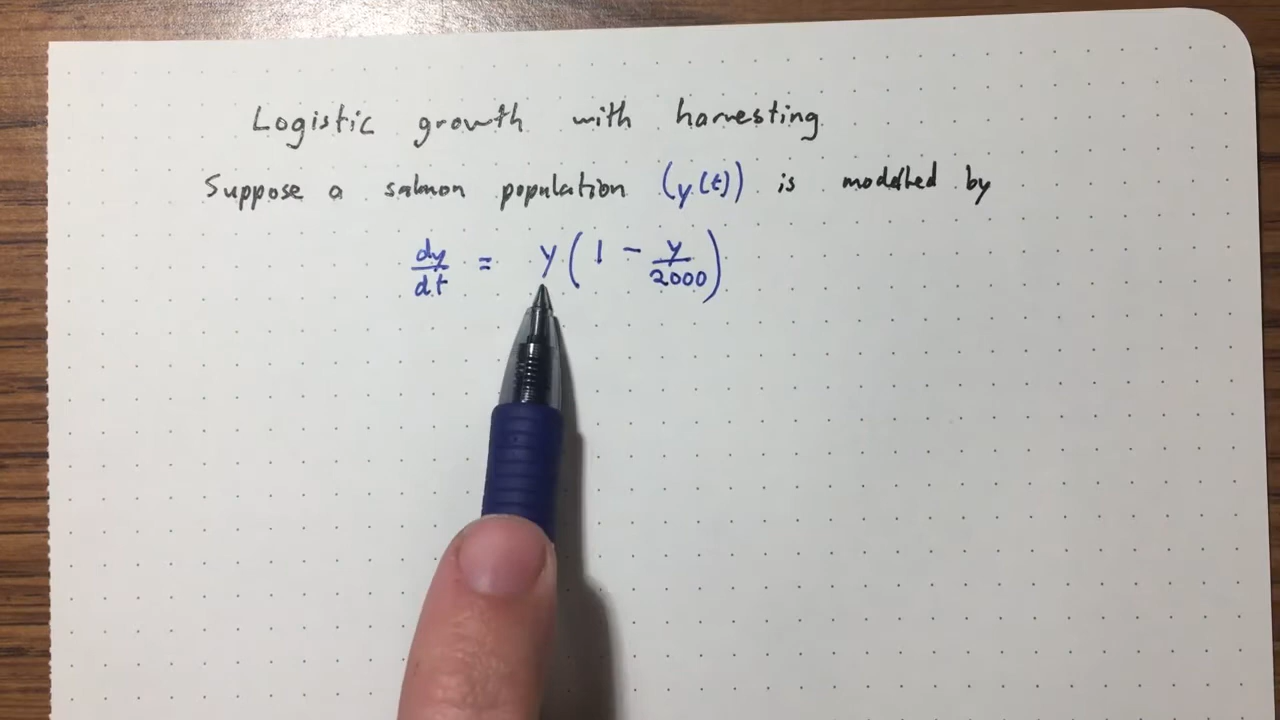 Logistic growth with harvesting.
Suppose a salmon population (y(t)) is modelled by
dy/dt = y(1 - y/2000)